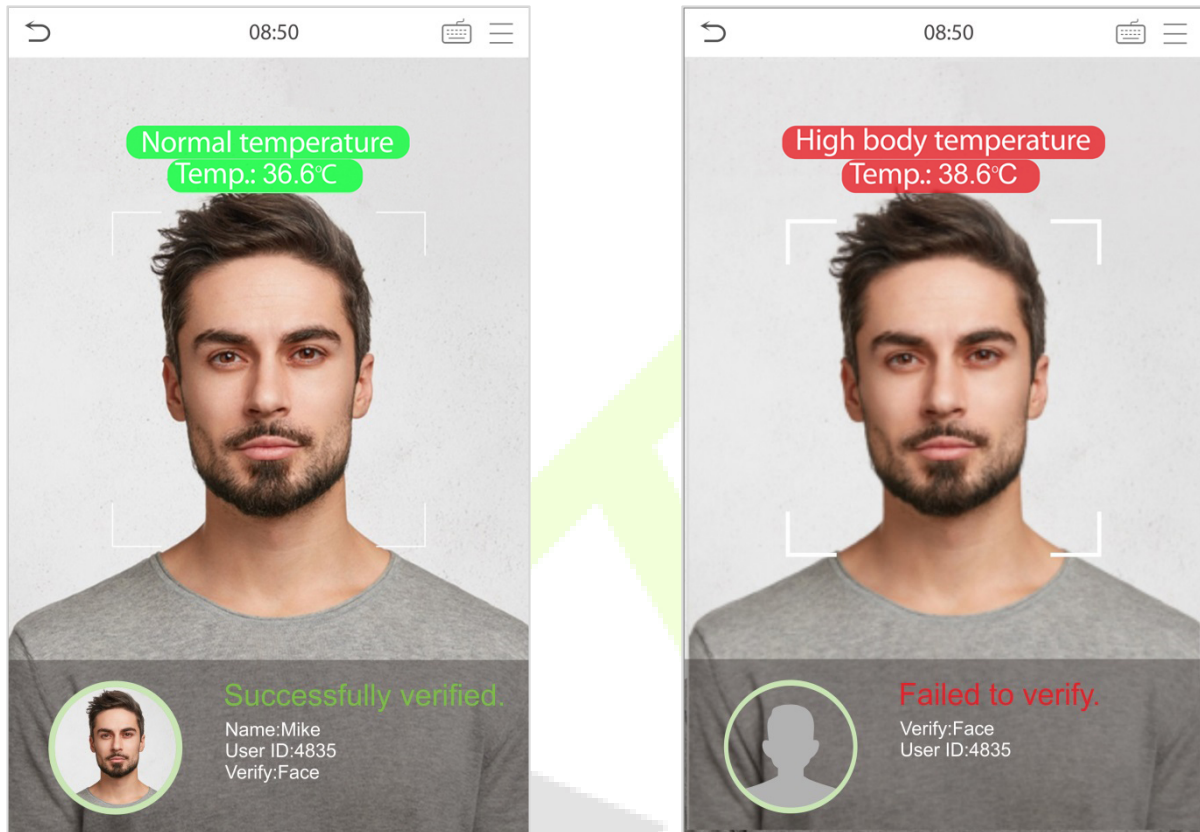 08:50
Normal temperature
Temp.: 36.6°C
Successfully verified.
Name:Mike
User ID:4835
Verify:Face
08:50
High body temperature
Temp.: 38.6°C
Failed to verify.
Verify:Face
User ID:4835